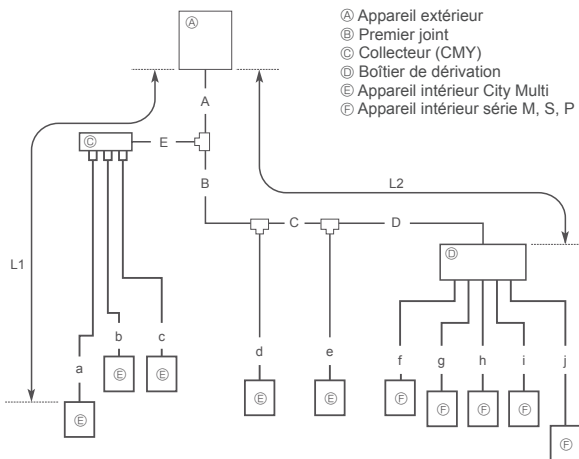 Ⓐ Appareil extérieur
Ⓑ Premier joint
Ⓒ Collecteur (CMY)
Ⓓ Boîtier de dérivation
Ⓔ Appareil intérieur City Multi
Ⓕ Appareil intérieur série M, S, P
Ⓐ
A
Ⓒ
E
B
L2
C
D
Ⓓ
L1
a
b
c
d
e
f
g
h
i
j
Ⓔ
Ⓔ
Ⓔ
Ⓔ
Ⓔ
Ⓕ
Ⓕ
Ⓕ
Ⓕ
Ⓕ